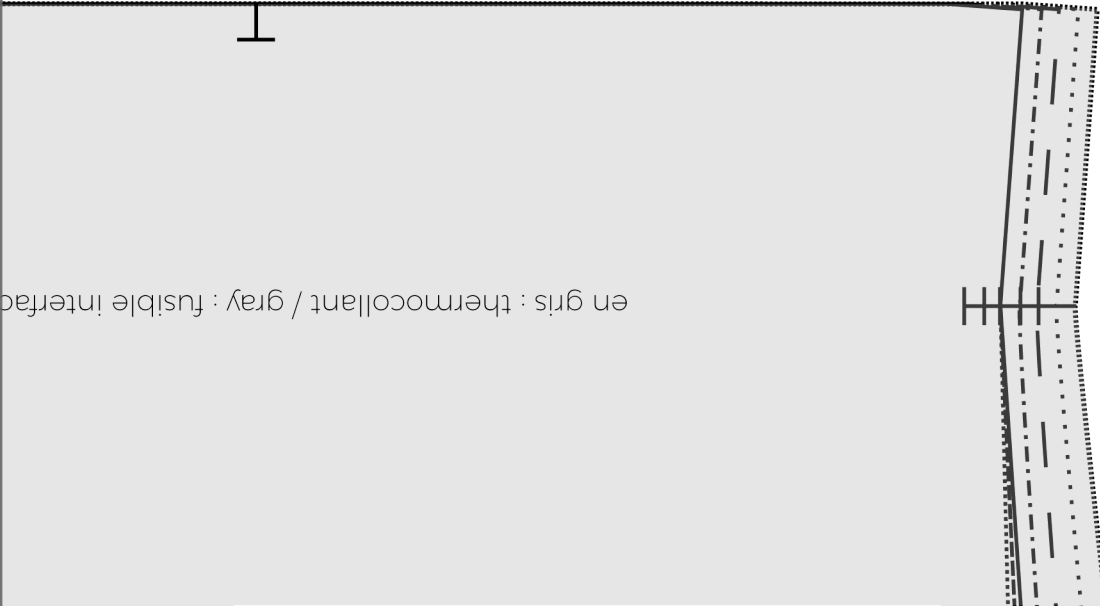 en gris : thermocollant / gray : fusible interfac